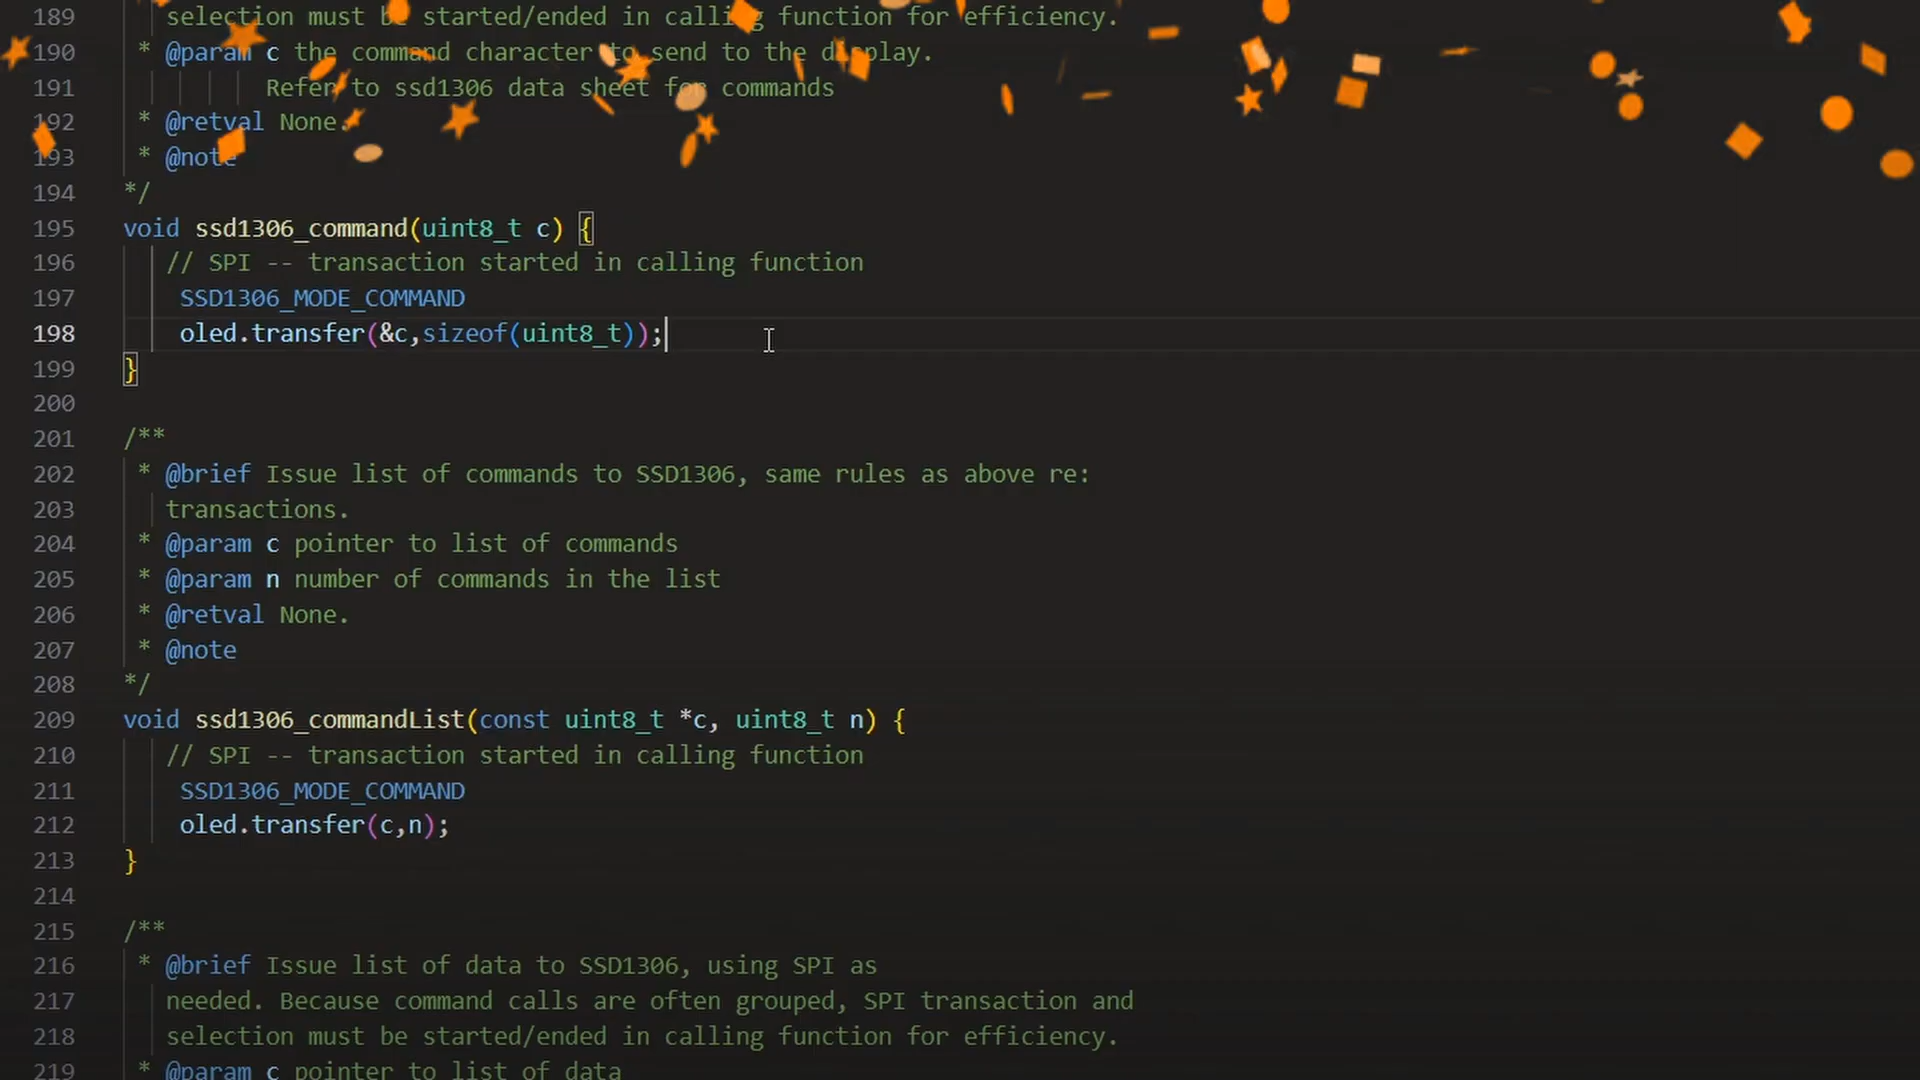 189 selection must be started/ended in calling function for efficiency.
190 * @param c the command character to send to the display.
191 Refer to ssd1306 data sheet for commands
192 * @retval None.
193 * @note
194 */
195 void ssd1306_command(uint8_t c) {
196 // SPI -- transaction started in calling function
197 SSD1306_MODE_COMMAND
198 oled.transfer(&c,sizeof(uint8_t));
199 }
200
201 /**
202 * @brief Issue list of commands to SSD1306, same rules as above re:
203 transactions.
204 * @param c pointer to list of commands
205 * @param n number of commands in the list
206 * @retval None.
207 * @note
208 */
209 void ssd1306_commandList(const uint8_t *c, uint8_t n) {
210 // SPI -- transaction started in calling function
211 SSD1306_MODE_COMMAND
212 oled.transfer(c,n);
213 }
214
215 /**
216 * @brief Issue list of data to SSD1306, using SPI as
217 needed. Because command calls are often grouped, SPI transaction and
218 selection must be started/ended in calling function for efficiency.
219 * @param c pointer to list of data